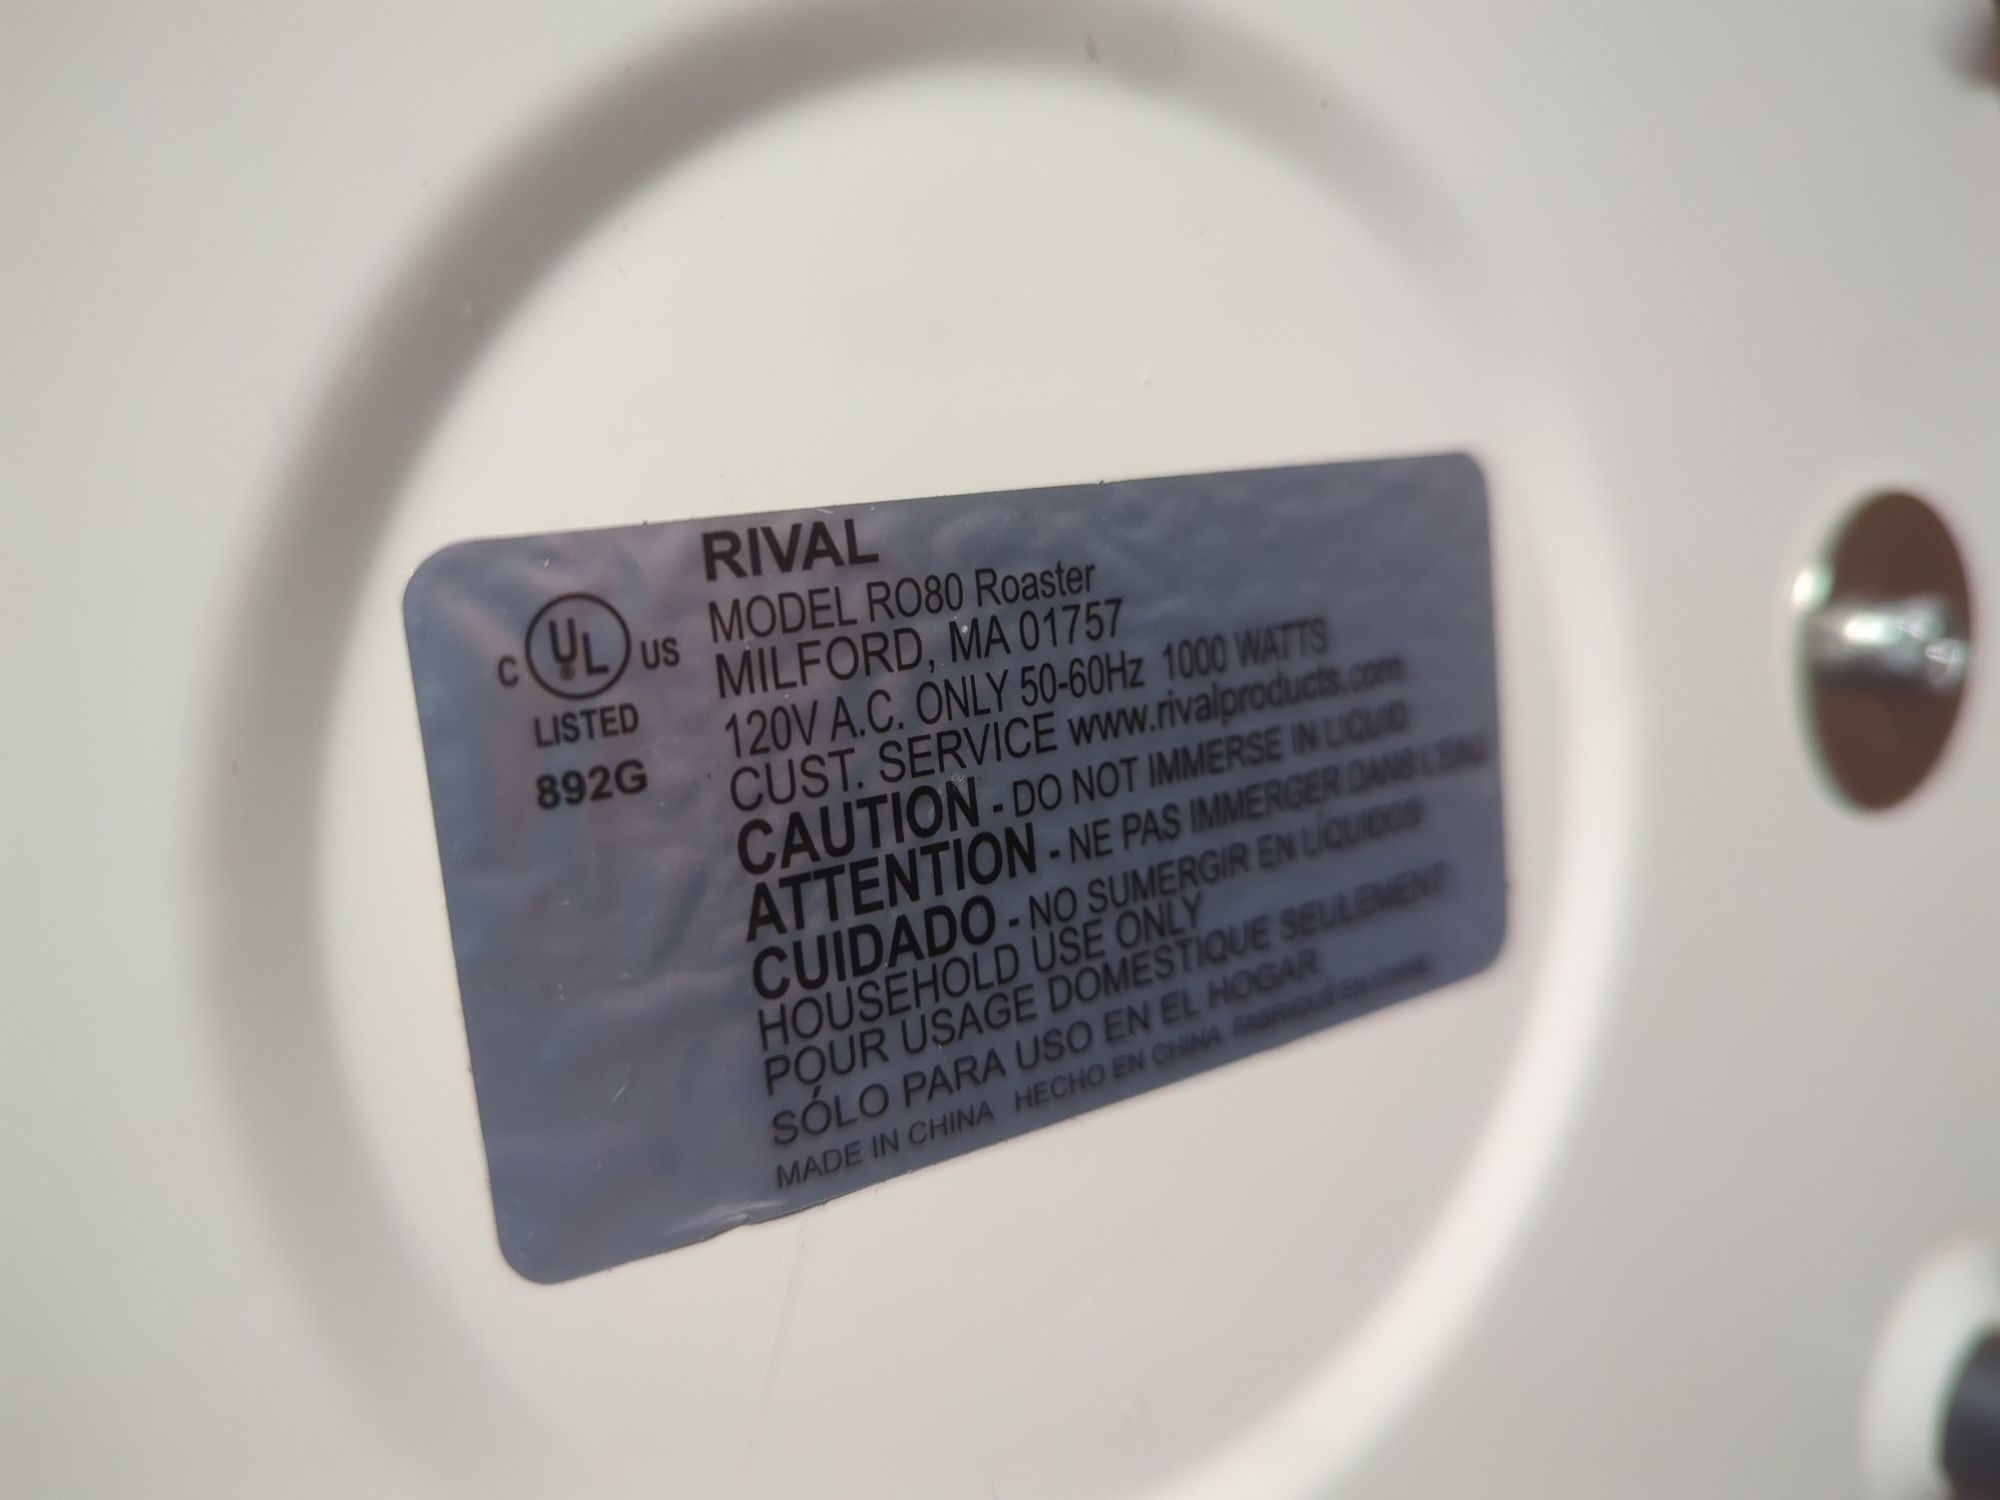 RIVAL
MODEL RO80 Roaster
MILFORD, MA 01757
120V A.C. ONLY 50-60Hz 1000 WATTS
CUST. SERVICE www.rivalproducts.com
CAUTION - DO NOT IMMERSE IN LIQUID
ATTENTION - NE PAS IMMERGER DANS L'EAU
CUIDADO - NO SUMERGIR EN LÍQUIDOS
HOUSEHOLD USE ONLY
POUR USAGE DOMESTIQUE SEULEMENT
SÓLO PARA USO EN EL HOGAR
MADE IN CHINA HECHO EN CHINA FABRIQUÉ EN CHINE
C UL ® US
LISTED
892G